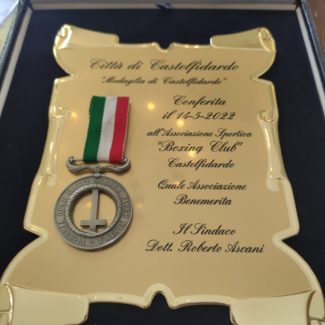 Città di Castelfidardo
"Medaglia di Castelfidardo"
Conferita
il 14-5-2022
all'Associazione Sportiva
"Boxing Club"
Castelfidardo
Quale Associazione
Benemerita
Il Sindaco
Dott. Roberto Ascani